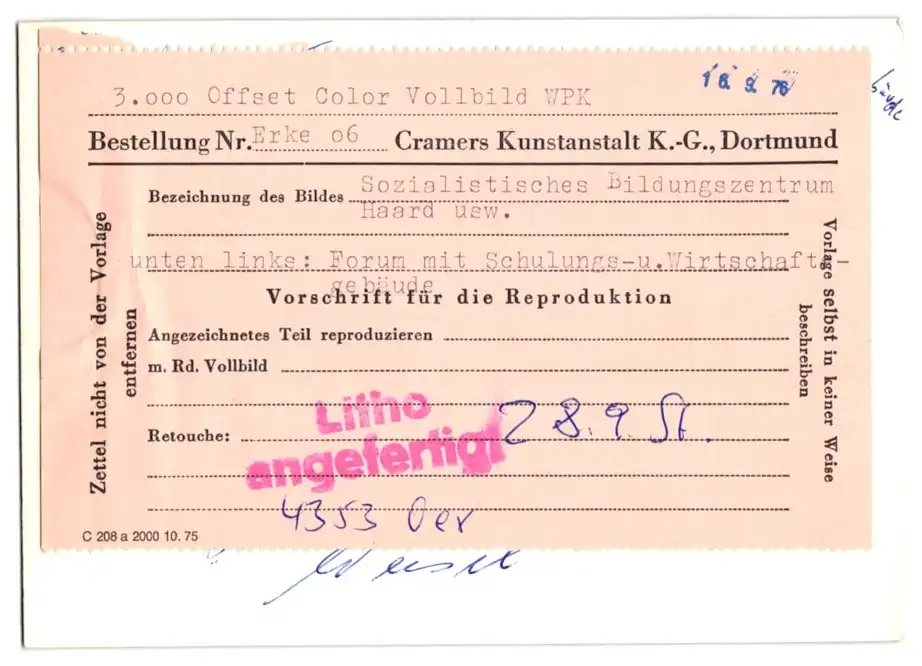 16. 9. 76
3.000 Offset Color Vollbild WPK
Bestellung Nr. Erke 06 Cramers Kunstanstalt K.-G., Dortmund
Bezeichnung des Bildes Sozialistisches Bildungszentrum
Haard usw.
unten links: Forum mit Schulungs-u.Wirtschafts-
gebäude
Vorschrift für die Reproduktion
Angezeichnetes Teil reproduzieren
m. Rd. Vollbild
Litho
angefertigt
Retouche: 28.9. St.
4353 Oer
C 208 a 2000 10. 75
Zettel nicht von der Vorlage
entfernen
Vorlage selbst in keiner Weise
beschreiben